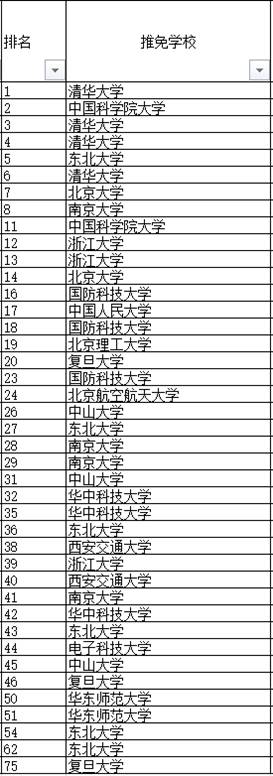 排名 推免学校
1 清华大学
2 中国科学院大学
3 清华大学
4 清华大学
5 东北大学
6 清华大学
7 北京大学
8 南京大学
11 中国科学院大学
12 浙江大学
13 浙江大学
14 北京大学
16 国防科技大学
17 中国人民大学
18 国防科技大学
19 北京理工大学
20 复旦大学
23 国防科技大学
24 北京航空航天大学
26 中山大学
27 东北大学
28 南京大学
29 南京大学
31 中山大学
32 华中科技大学
35 华中科技大学
36 东北大学
38 西安交通大学
39 浙江大学
40 西安交通大学
41 南京大学
42 华中科技大学
43 东北大学
44 电子科技大学
45 中山大学
46 复旦大学
50 华东师范大学
51 华东师范大学
54 东北大学
62 东北大学
75 复旦大学